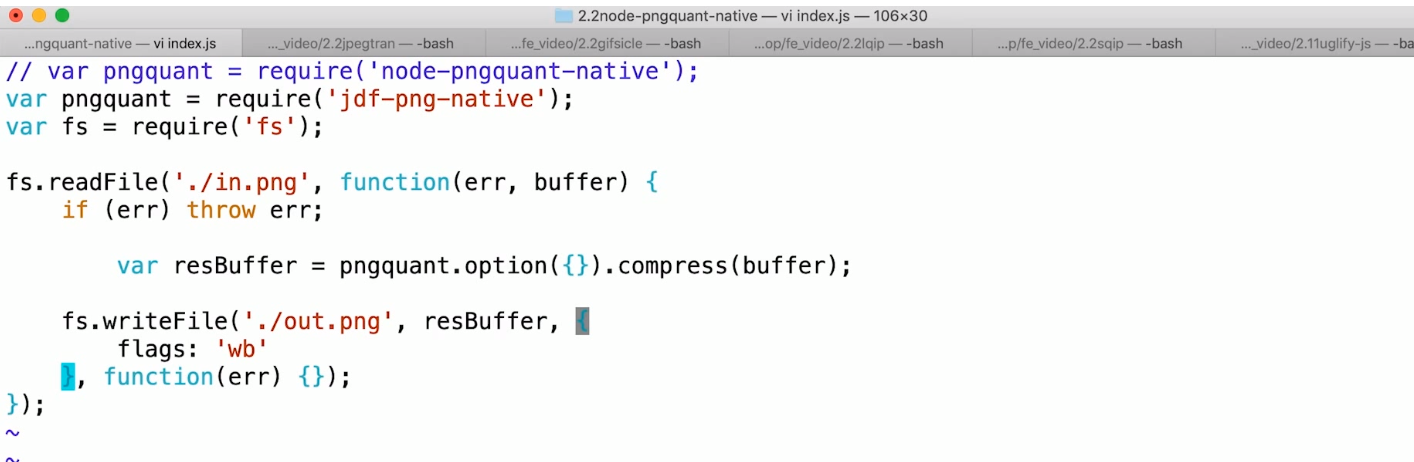 2.2node-pngquant-native — vi index.js — 106×30
...ngquant-native — vi index.js ..._video/2.2jpegtran — -bash ...fe_video/2.2gifsicle — -bash ...op/fe_video/2.2lqip — -bash ...p/fe_video/2.2sqip — -bash ..._video/2.11uglify-js — -ba
// var pngquant = require('node-pngquant-native');
var pngquant = require('jdf-png-native');
var fs = require('fs');
fs.readFile('./in.png', function(err, buffer) {
    if (err) throw err;
        var resBuffer = pngquant.option({}).compress(buffer);
    fs.writeFile('./out.png', resBuffer, {
        flags: 'wb'
    }, function(err) {});
});
~
~